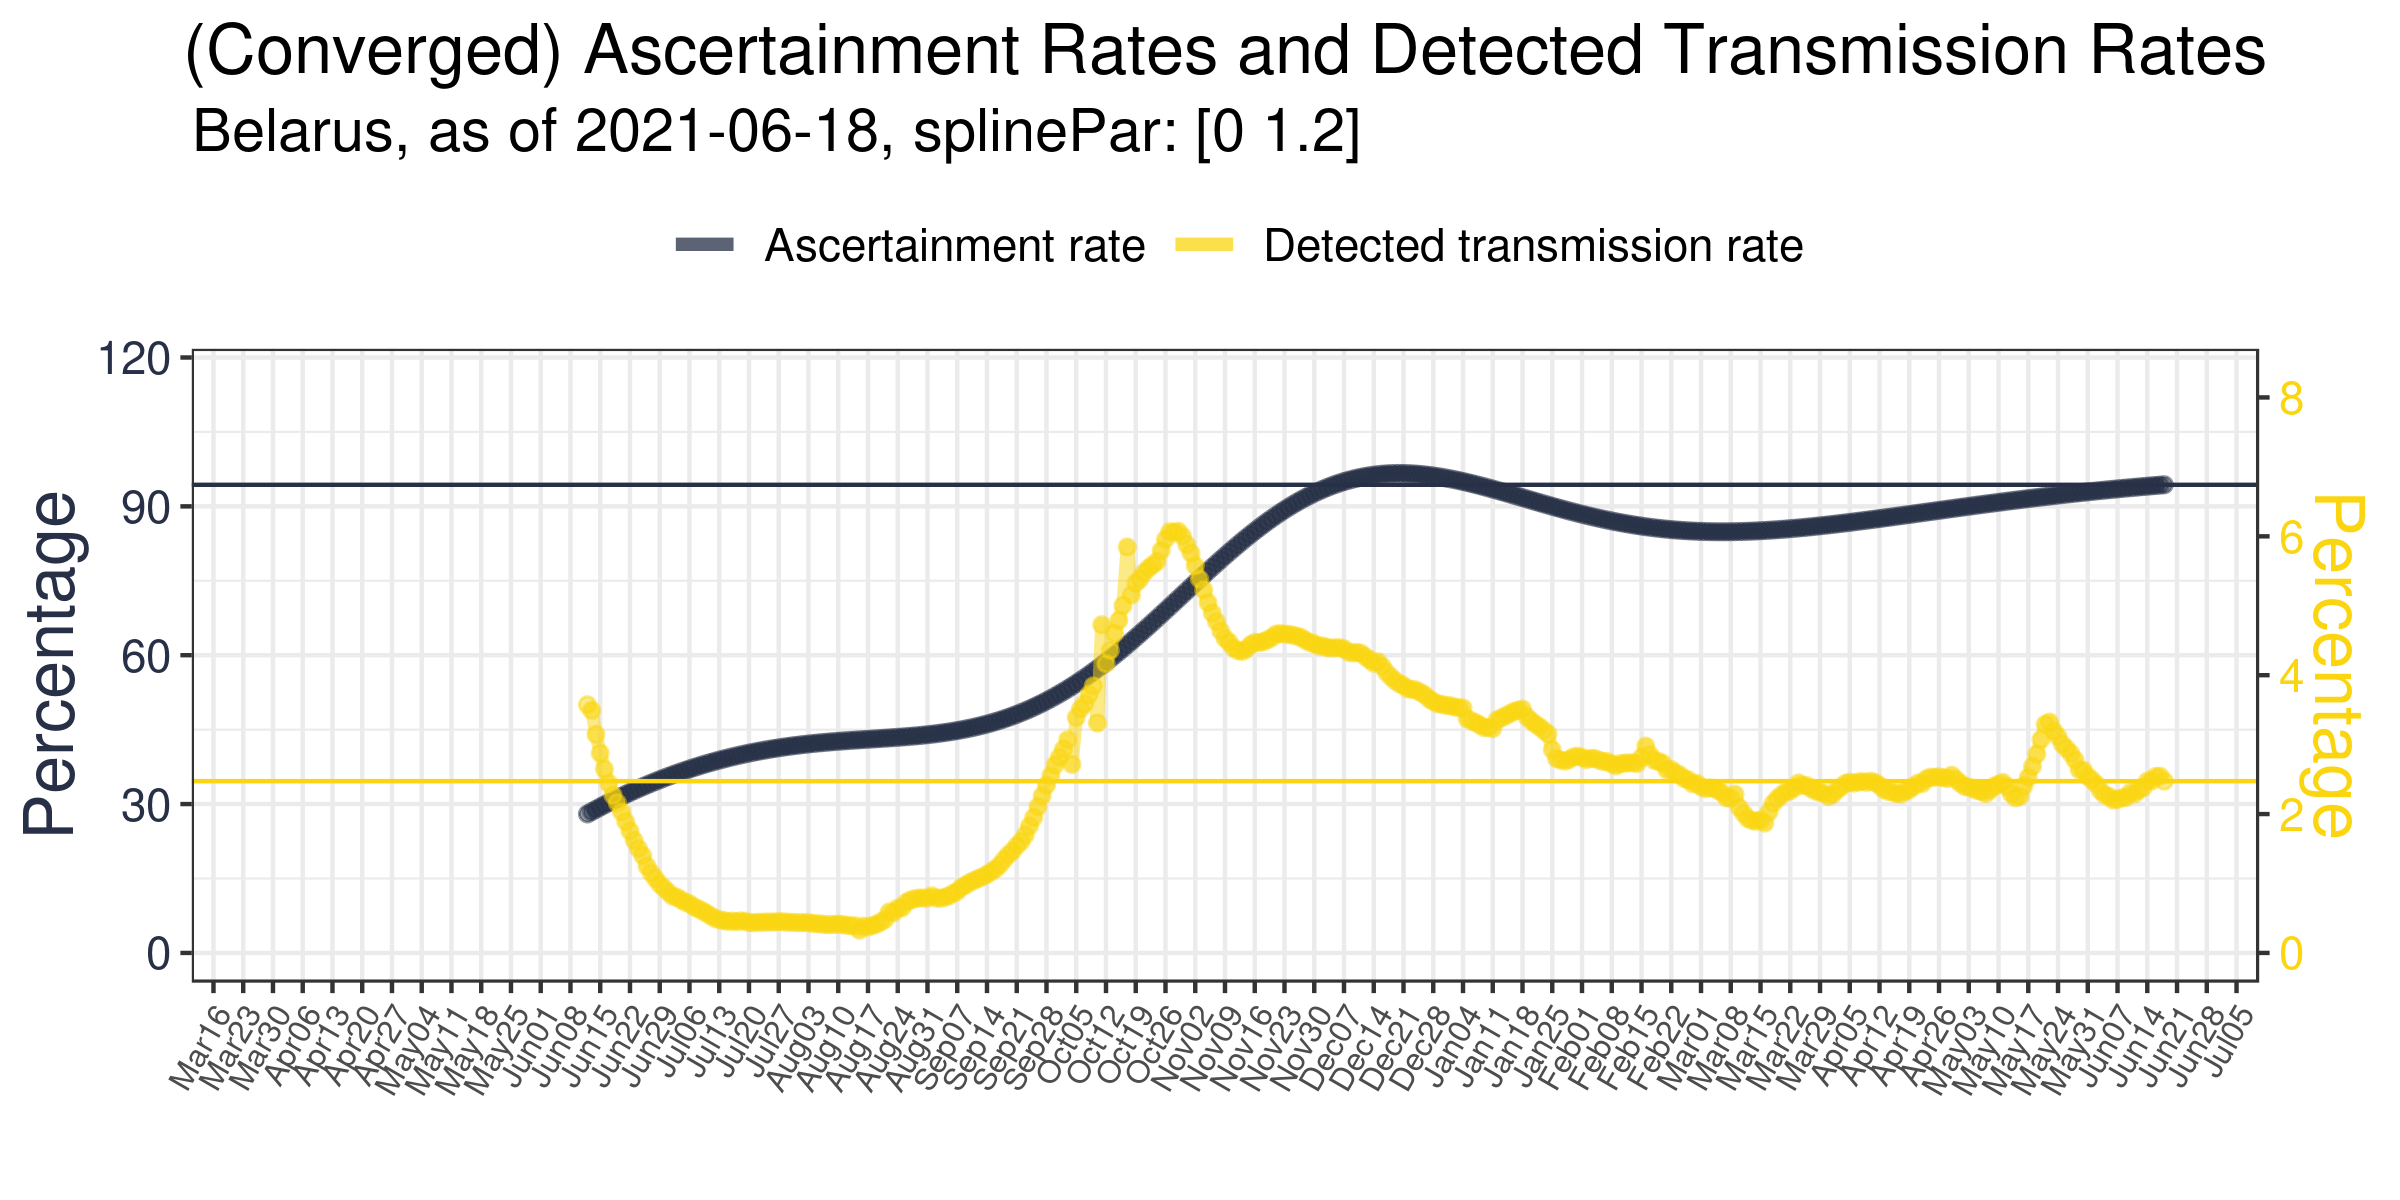 (Converged) Ascertainment Rates and Detected Transmission Rates
Belarus, as of 2021-06-18, splinePar: [0 1.2]
Ascertainment rate
Detected transmission rate
Percentage
120
90
60
30
0
8
6
4
2
0
Percentage
Mar16
Mar23
Mar30
Apr06
Apr13
Apr20
Apr27
May04
May11
May18
May25
Jun01
Jun08
Jun15
Jun22
Jun29
Jul06
Jul13
Jul20
Jul27
Aug03
Aug10
Aug17
Aug24
Aug31
Sep07
Sep14
Sep21
Sep28
Oct05
Oct12
Oct19
Oct26
Nov02
Nov09
Nov16
Nov23
Nov30
Dec07
Dec14
Dec21
Dec28
Jan04
Jan11
Jan18
Jan25
Feb01
Feb08
Feb15
Feb22
Mar01
Mar08
Mar15
Mar22
Mar29
Apr05
Apr12
Apr19
Apr26
May03
May10
May17
May24
May31
Jun07
Jun14
Jun21
Jun28
Jul05